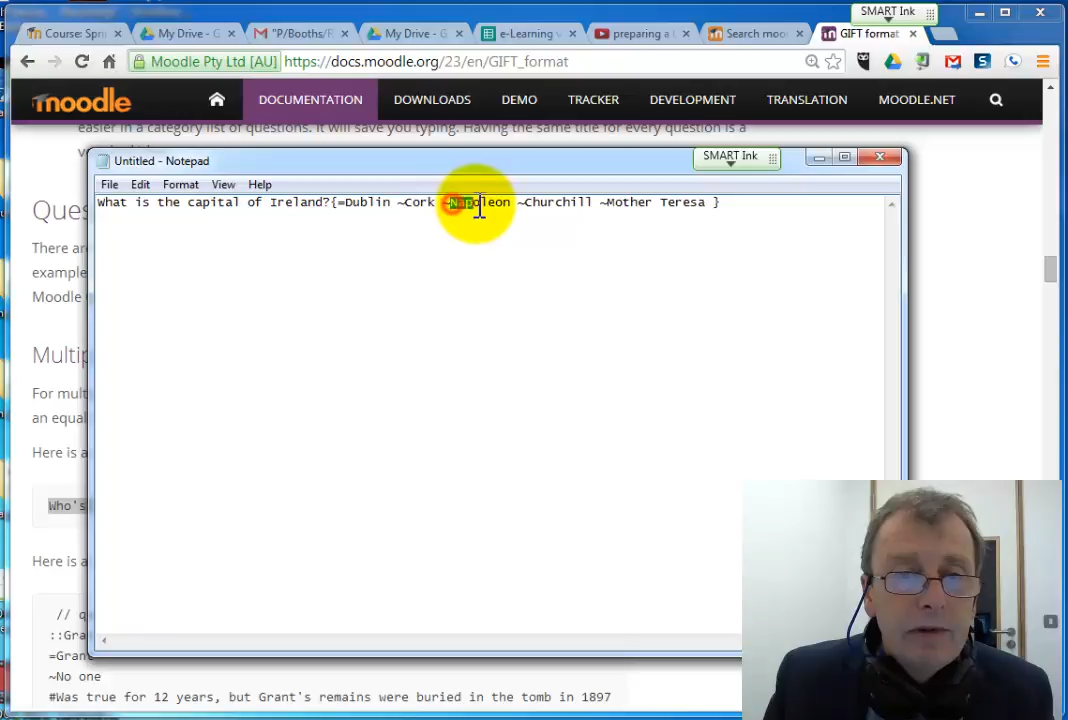 SMART Ink
Course: Spri
My Drive - G
"P/Booths/R
My Drive - G
e-Learning v
preparing a
Search moo
GIFT format
Moodle Pty Ltd [AU]
https://docs.moodle.org/23/en/GIFT_format
moodle
DOCUMENTATION
DOWNLOADS
DEMO
TRACKER
DEVELOPMENT
TRANSLATION
MOODLE.NET
easier in a category list of questions. It will save you typing. Having the same title for every question is a
Untitled - Notepad
SMART Ink
File Edit Format View Help
What is the capital of Ireland?{=Dublin ~Cork ~Napoleon ~Churchill ~Mother Teresa }
Ques
There are
example
Moodle
Multip
For mult
an equal
Here is a
Who's
Here is a
// q
::Gra
=Grant
~No one
#Was true for 12 years, but Grant's remains were buried in the tomb in 1897